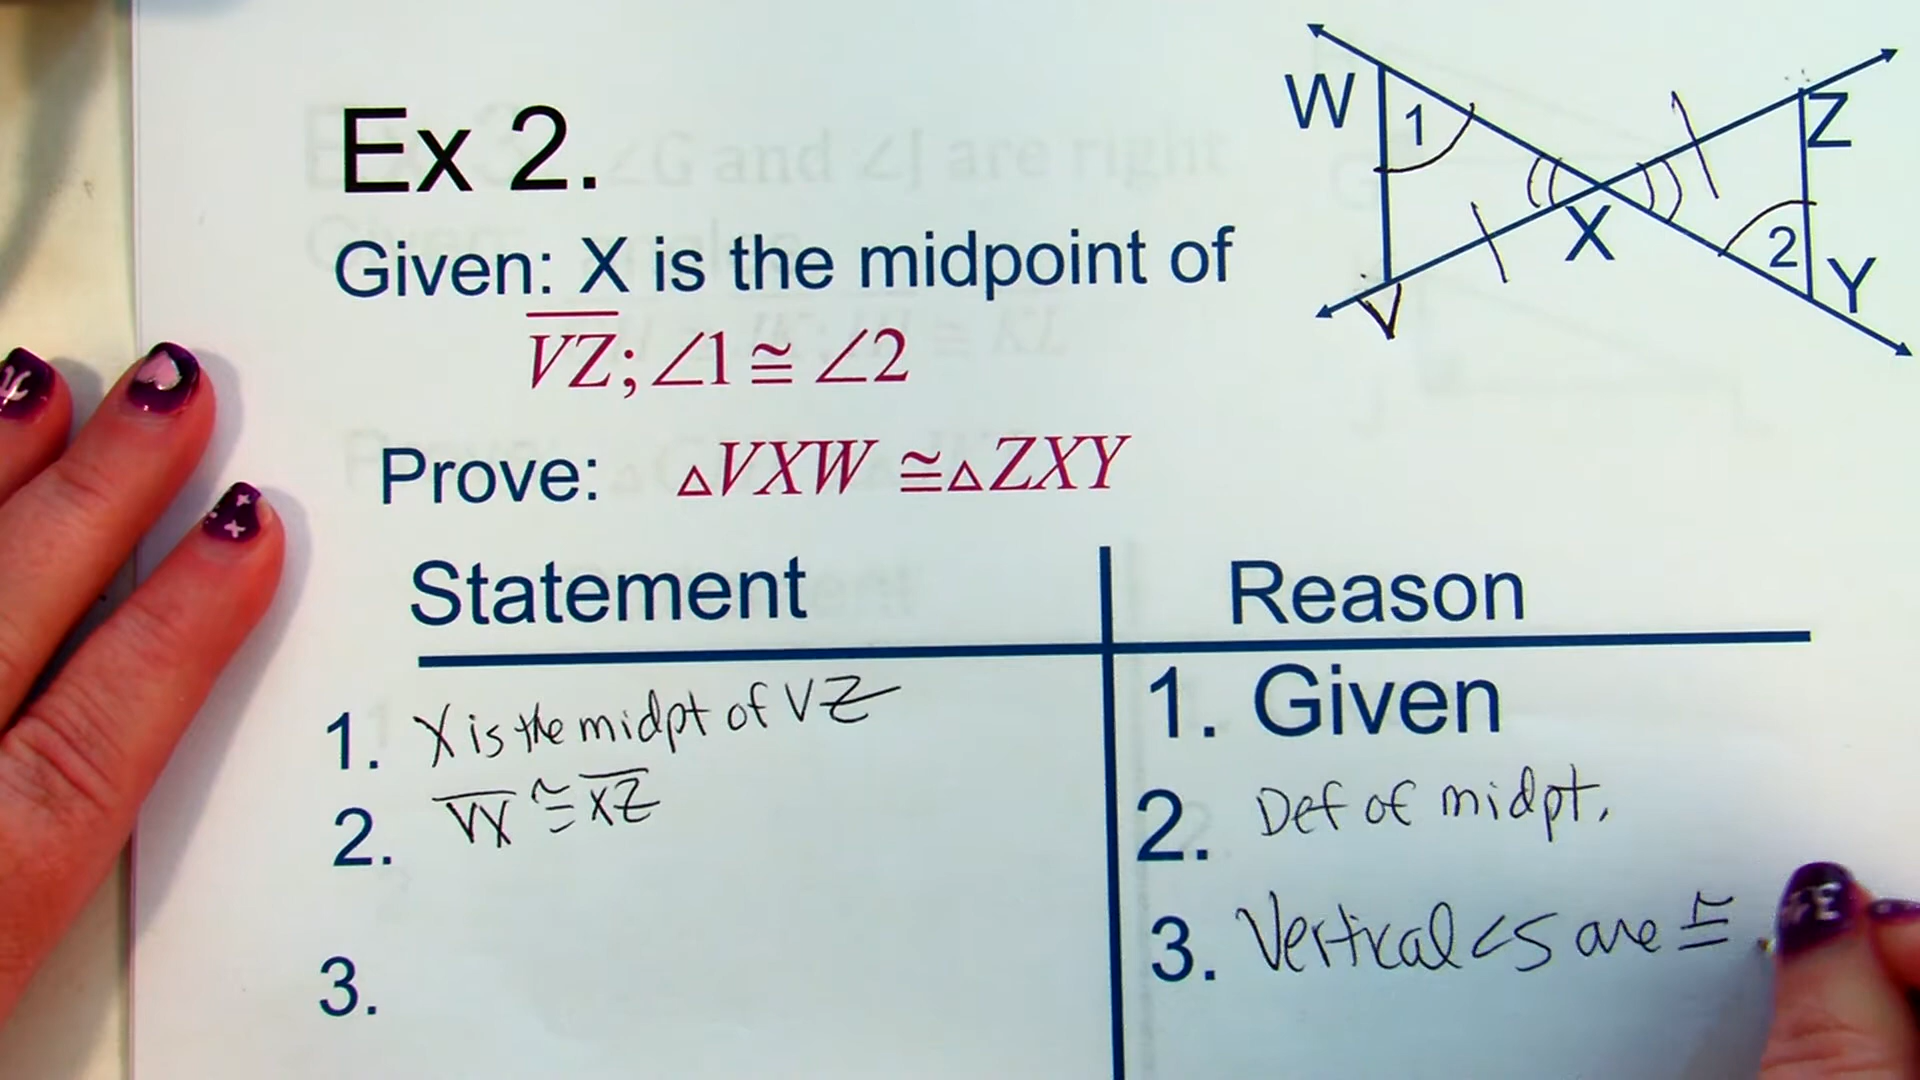 Ex 2.
Given: X is the midpoint of
VZ; ∠1 ≅ ∠2
Prove: △VXW ≅ △ZXY
W
1
Z
X
2
Y
V
Statement
Reason
1. X is the midpt of VZ
1. Given
2. VX ≅ XZ
2. Def of midpt.
3.
3. Vertical <s are ≅